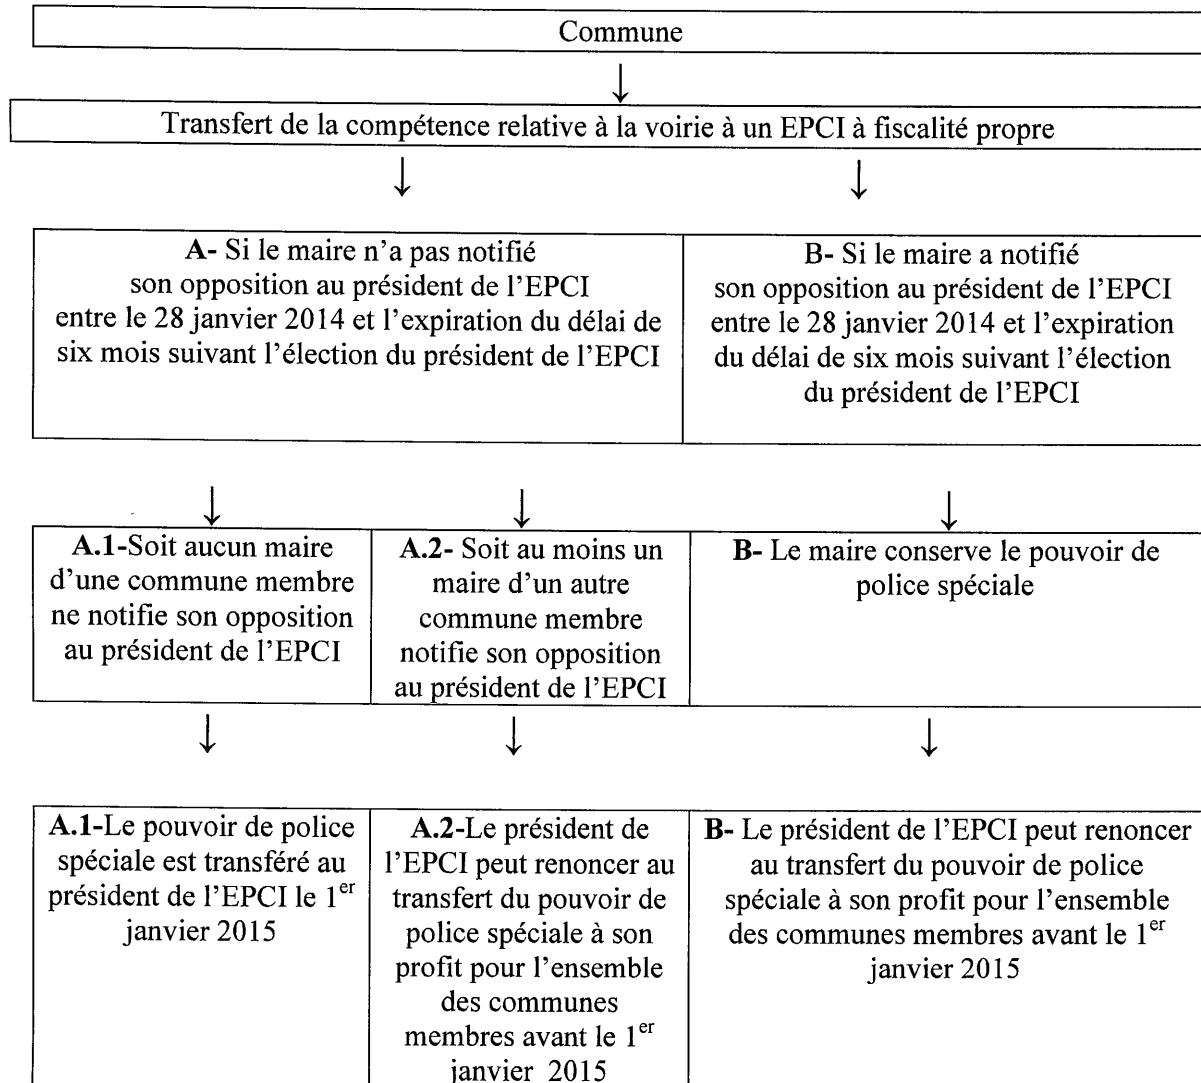 Commune
↓
Transfert de la compétence relative à la voirie à un EPCI à fiscalité propre
↓ ↓
A- Si le maire n’a pas notifié
son opposition au président de l’EPCI
entre le 28 janvier 2014 et l’expiration du délai de
six mois suivant l’élection du président de l’EPCI
B- Si le maire a notifié
son opposition au président de l’EPCI
entre le 28 janvier 2014 et l’expiration
du délai de six mois suivant l’élection
du président de l’EPCI
↓ ↓ ↓
A.1-Soit aucun maire
d’une commune membre
ne notifie son opposition
au président de l’EPCI
A.2- Soit au moins un
maire d’un autre
commune membre
notifie son opposition
au président de l’EPCI
B- Le maire conserve le pouvoir de
police spéciale
↓ ↓ ↓
A.1-Le pouvoir de police
spéciale est transféré au
président de l’EPCI le 1er
janvier 2015
A.2-Le président de
l’EPCI peut renoncer au
transfert du pouvoir de
police spéciale à son
profit pour l’ensemble
des communes
membres avant le 1er
janvier 2015
B- Le président de l’EPCI peut renoncer
au transfert du pouvoir de police
spéciale à son profit pour l’ensemble
des communes membres avant le 1er
janvier 2015